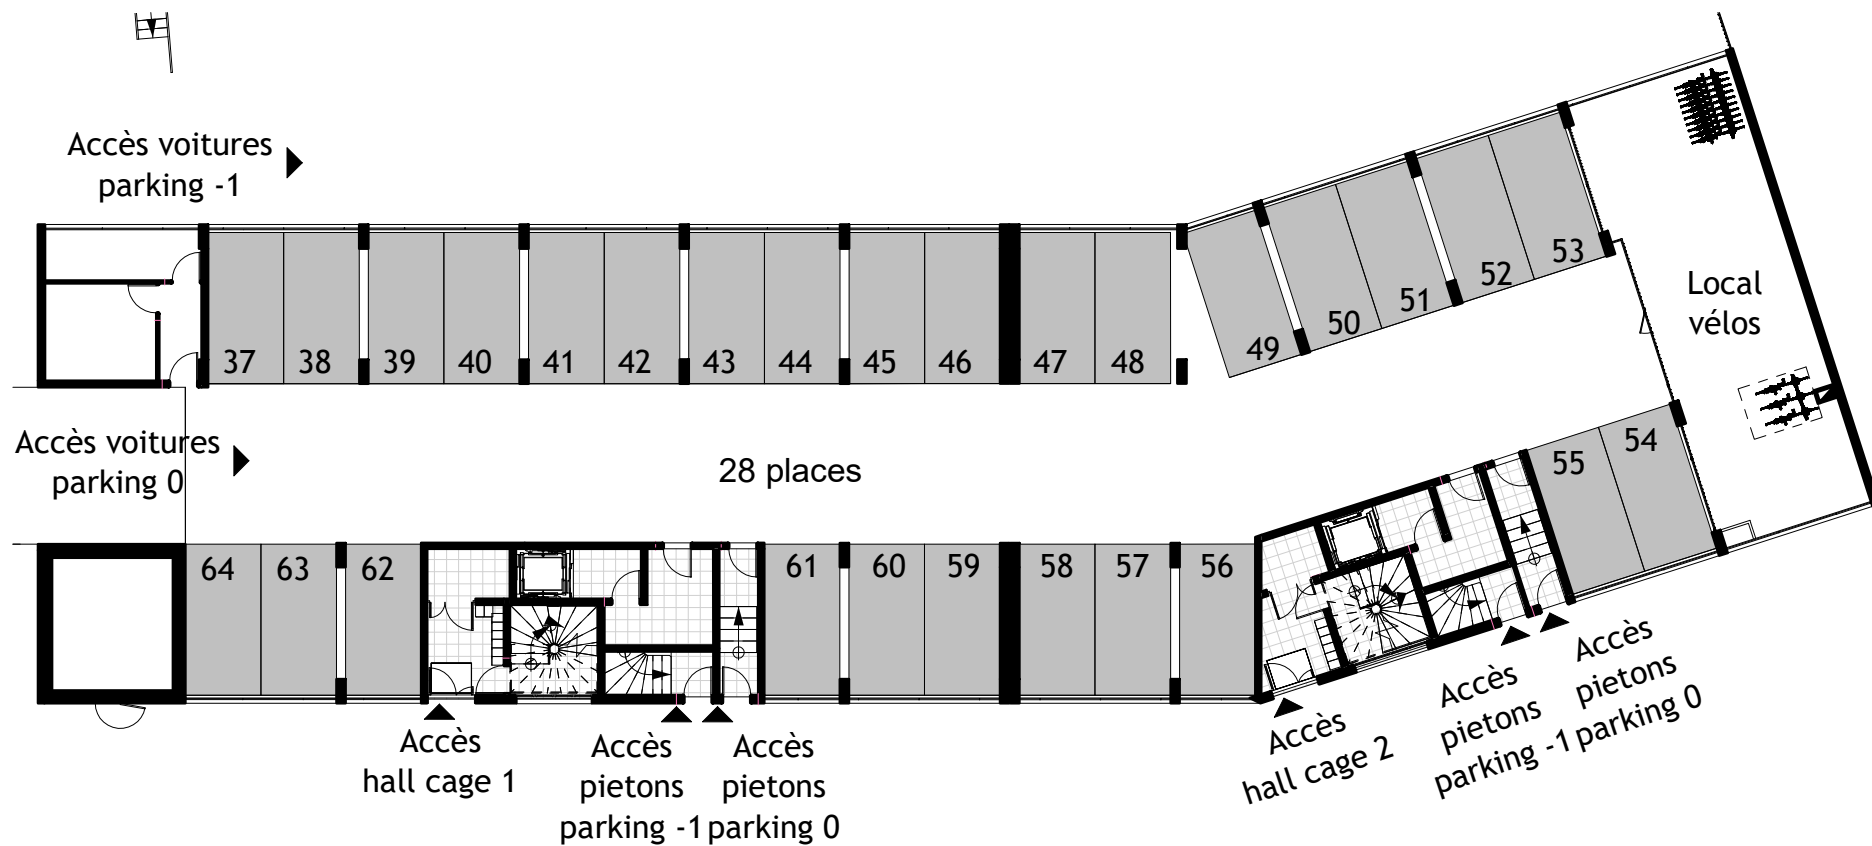 Accès voitures
parking -1
37
38
39
40
41
42
43
44
45
46
47
48
49
50
51
52
53
Local
vélos
Accès voitures
parking 0
28 places
64
63
62
61
60
59
58
57
56
55
54
Accès
hall cage 1
Accès
pietons
parking -1
Accès
pietons
parking 0
Accès
hall cage 2
Accès
pietons
parking -1
Accès
pietons
parking 0